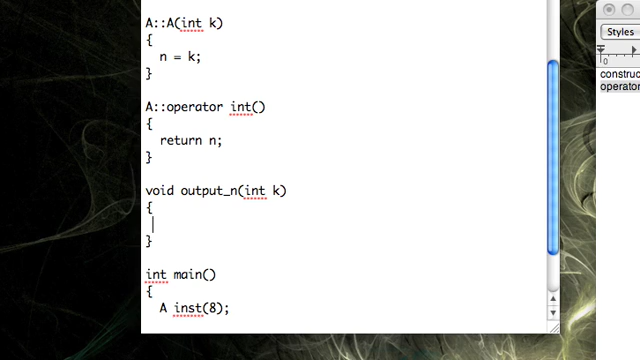 A::A(int k)
{
n = k;
}
A::operator int()
{
return n;
}
void output_n(int k)
{
}
int main()
{
A inst(8);
Styles
0
construc
operator